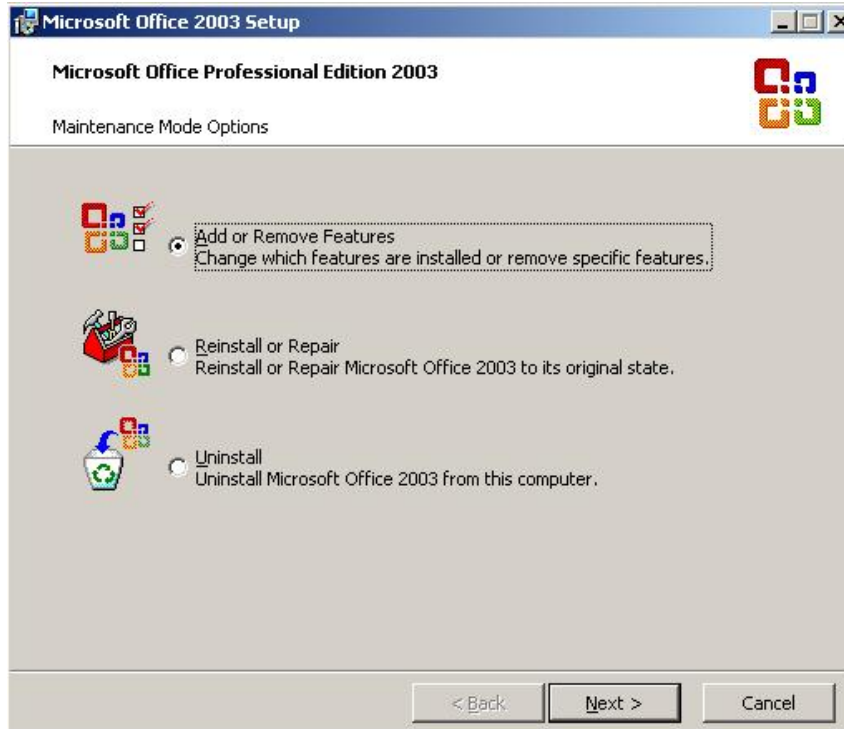 Microsoft Office 2003 Setup
Microsoft Office Professional Edition 2003
Maintenance Mode Options
Add or Remove Features
Change which features are installed or remove specific features.
Reinstall or Repair
Reinstall or Repair Microsoft Office 2003 to its original state.
Uninstall
Uninstall Microsoft Office 2003 from this computer.
< Back Next > Cancel